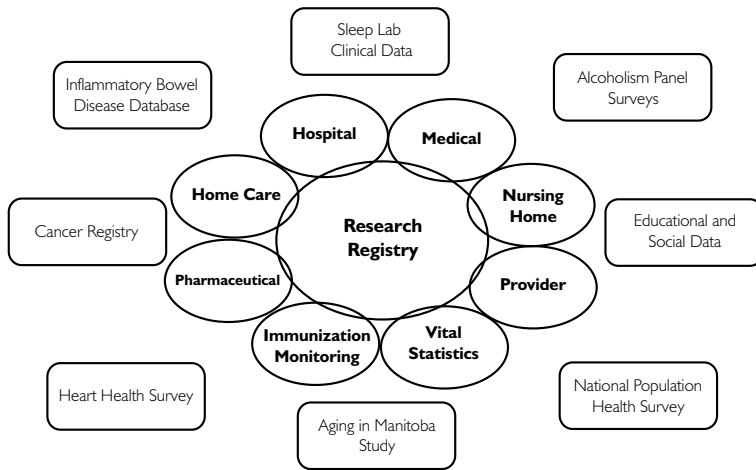 Sleep Lab
Clinical Data
Inflammatory Bowel
Disease Database
Alcoholism Panel
Surveys
Hospital
Medical
Home Care
Nursing
Home
Research
Registry
Cancer Registry
Educational and
Social Data
Pharmaceutical
Provider
Immunization
Monitoring
Vital
Statistics
Heart Health Survey
National Population
Health Survey
Aging in Manitoba
Study